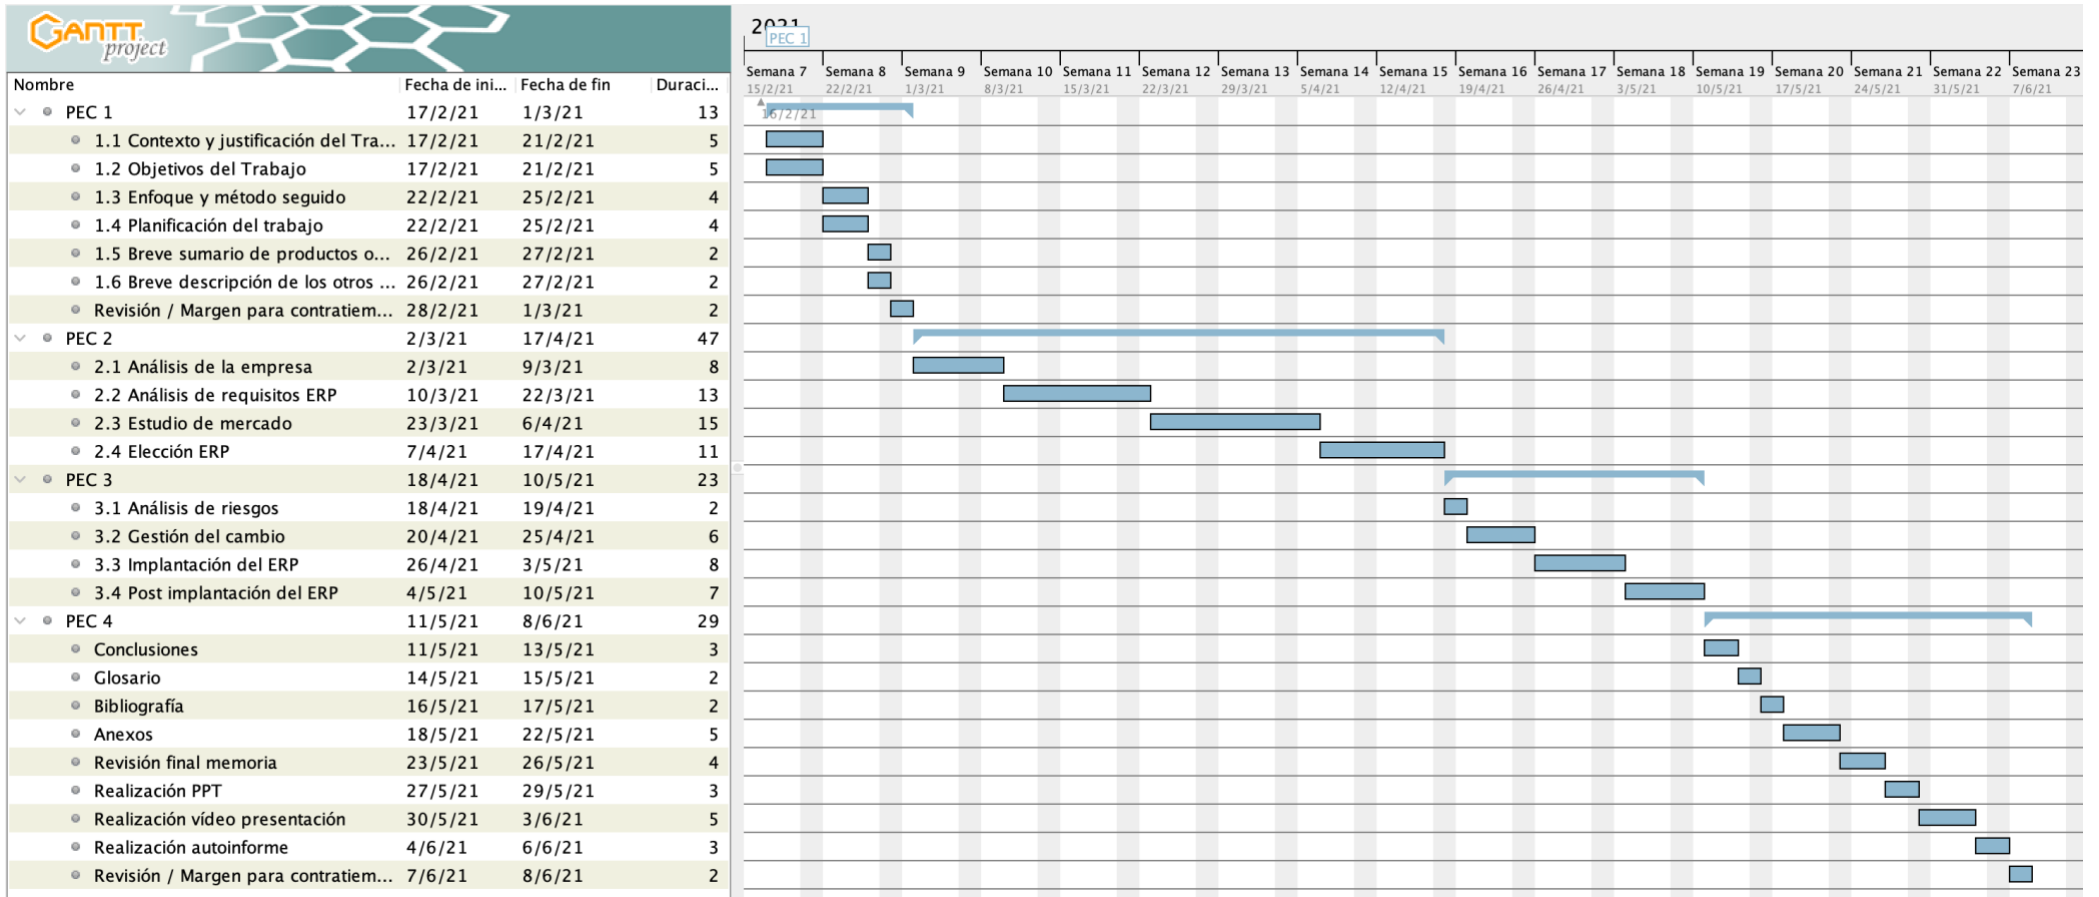 GANTT
project
2021
PEC 1
Semana 7 Semana 8 Semana 9 Semana 10 Semana 11 Semana 12 Semana 13 Semana 14 Semana 15 Semana 16 Semana 17 Semana 18 Semana 19 Semana 20 Semana 21 Semana 22 Semana 23
Nombre Fecha de ini... Fecha de fin Duraci...
15/2/21 22/2/21 1/3/21 8/3/21 15/3/21 22/3/21 29/3/21 5/4/21 12/4/21 19/4/21 26/4/21 3/5/21 10/5/21 17/5/21 24/5/21 31/5/21 7/6/21
PEC 1 17/2/21 1/3/21 13
16/2/21
1.1 Contexto y justificación del Tra... 17/2/21 21/2/21 5
1.2 Objetivos del Trabajo 17/2/21 21/2/21 5
1.3 Enfoque y método seguido 22/2/21 25/2/21 4
1.4 Planificación del trabajo 22/2/21 25/2/21 4
1.5 Breve sumario de productos o... 26/2/21 27/2/21 2
1.6 Breve descripción de los otros ... 26/2/21 27/2/21 2
Revisión / Margen para contratiem... 28/2/21 1/3/21 2
PEC 2 2/3/21 17/4/21 47
2.1 Análisis de la empresa 2/3/21 9/3/21 8
2.2 Análisis de requisitos ERP 10/3/21 22/3/21 13
2.3 Estudio de mercado 23/3/21 6/4/21 15
2.4 Elección ERP 7/4/21 17/4/21 11
PEC 3 18/4/21 10/5/21 23
3.1 Análisis de riesgos 18/4/21 19/4/21 2
3.2 Gestión del cambio 20/4/21 25/4/21 6
3.3 Implantación del ERP 26/4/21 3/5/21 8
3.4 Post implantación del ERP 4/5/21 10/5/21 7
PEC 4 11/5/21 8/6/21 29
Conclusiones 11/5/21 13/5/21 3
Glosario 14/5/21 15/5/21 2
Bibliografía 16/5/21 17/5/21 2
Anexos 18/5/21 22/5/21 5
Revisión final memoria 23/5/21 26/5/21 4
Realización PPT 27/5/21 29/5/21 3
Realización vídeo presentación 30/5/21 3/6/21 5
Realización autoinforme 4/6/21 6/6/21 3
Revisión / Margen para contratiem... 7/6/21 8/6/21 2